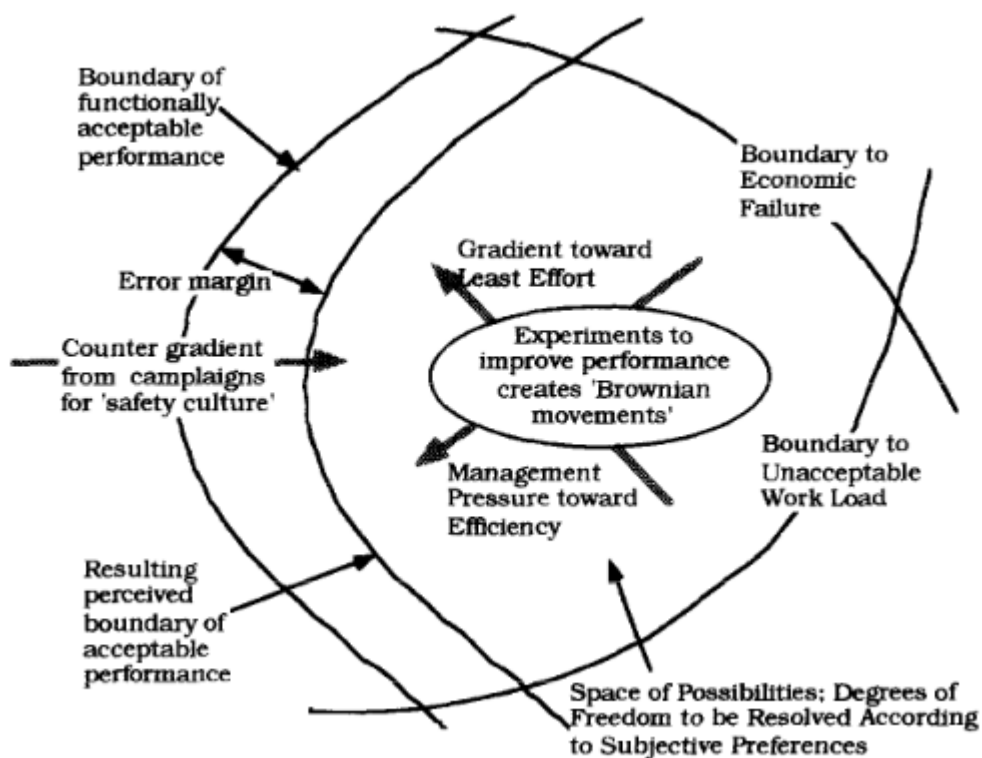 Boundary of
functionally
acceptable
performance
Boundary to
Economic
Failure
Gradient toward
Least Effort
Error margin
Counter gradient
from camplaigns
for 'safety culture'
Experiments to
improve performance
creates 'Brownian
movements'
Management
Pressure toward
Efficiency
Boundary to
Unacceptable
Work Load
Resulting
perceived
boundary of
acceptable
performance
Space of Possibilities; Degrees of
Freedom to be Resolved According
to Subjective Preferences